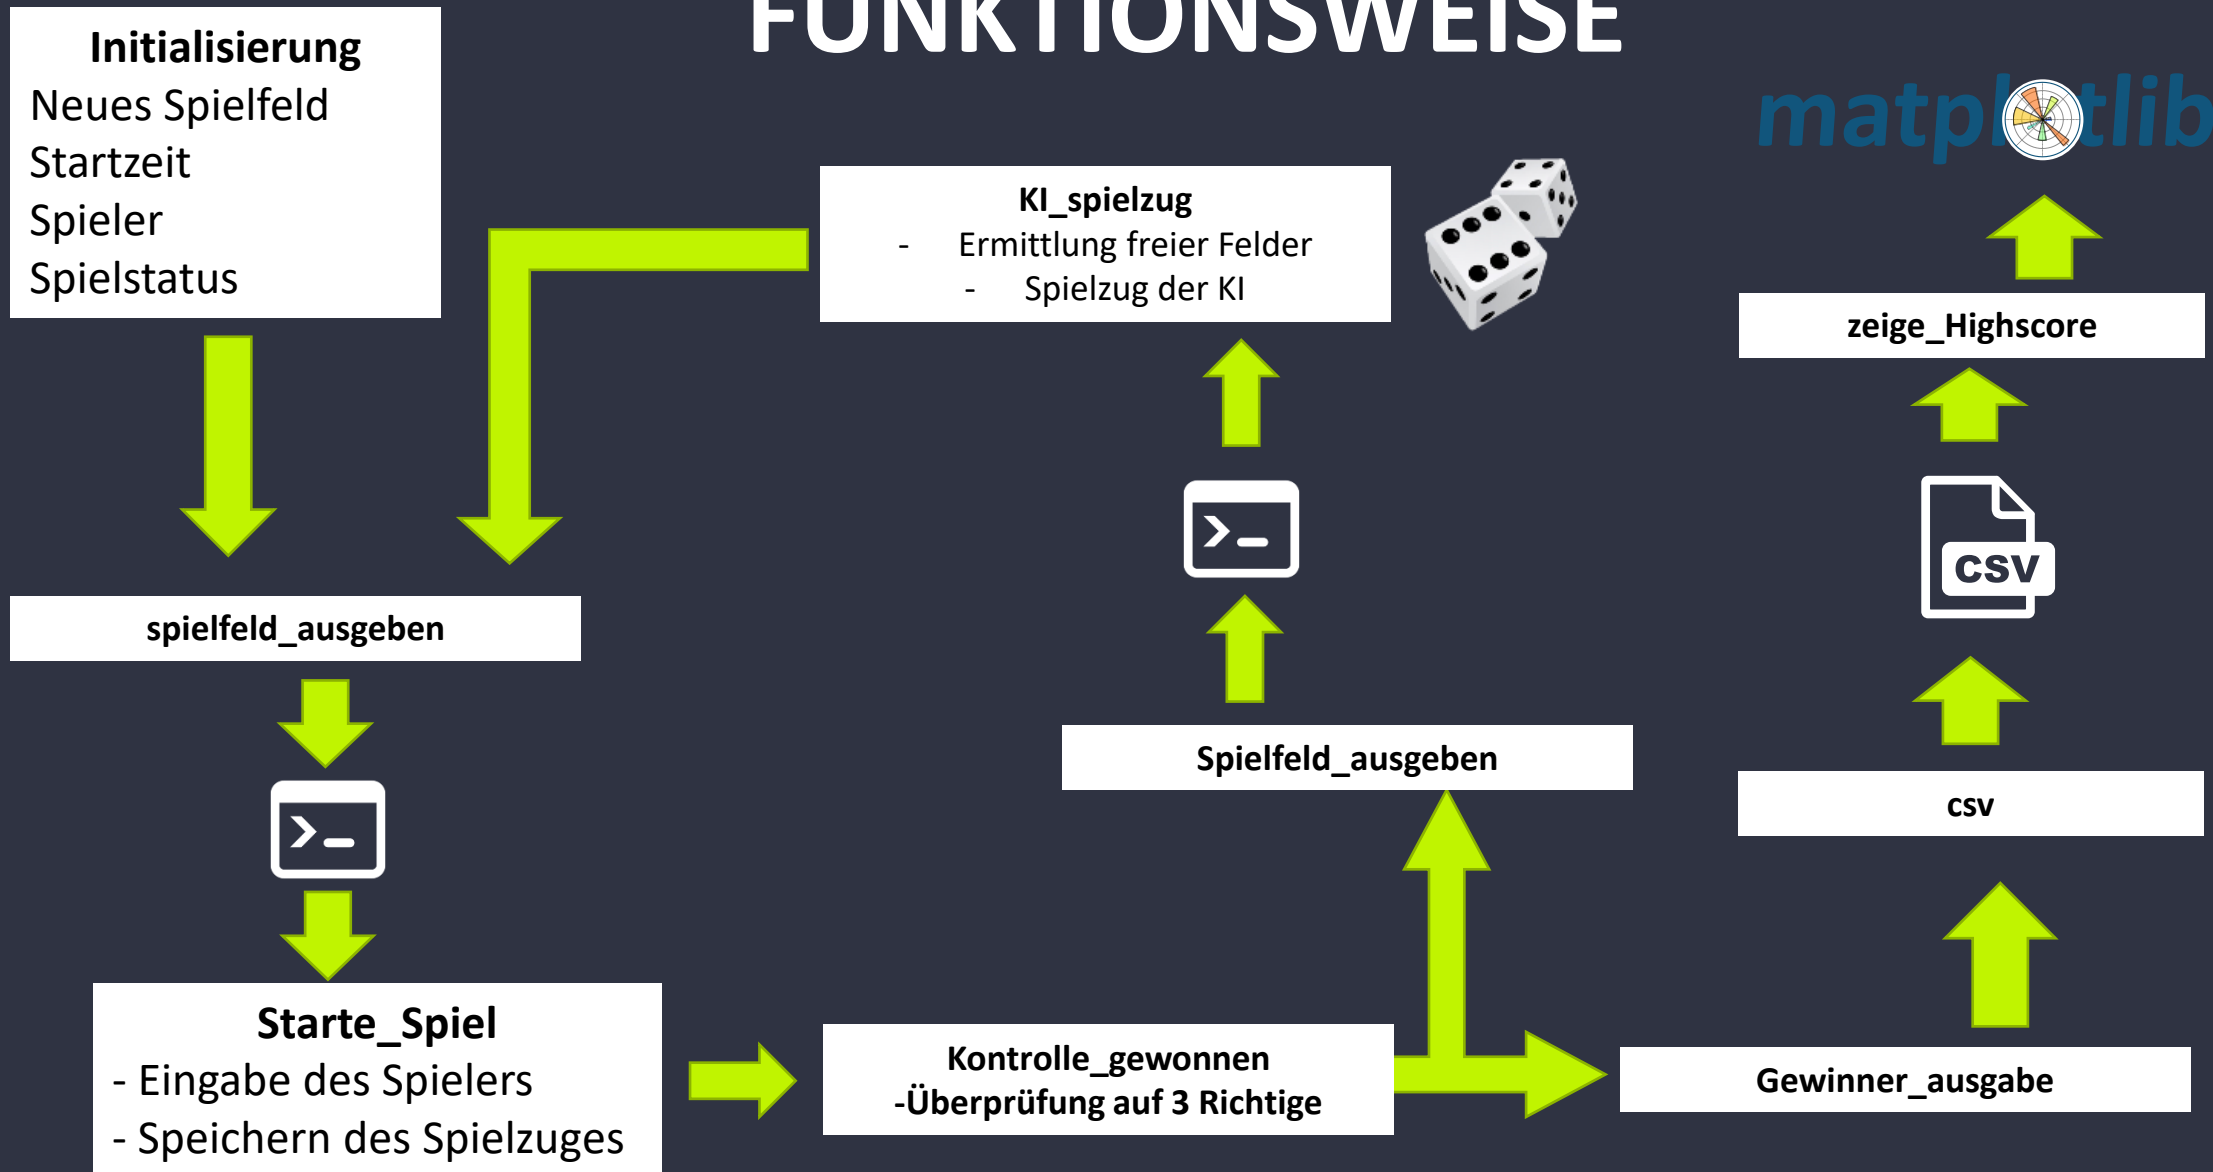 FUNKTIONSWEISE
Initialisierung
Neues Spielfeld
Startzeit
Spieler
Spielstatus
matplotlib
KI_spielzug
- Ermittlung freier Felder
- Spielzug der KI
zeige_Highscore
>_
CSV
spielfeld_ausgeben
Spielfeld_ausgeben
csv
>_
Starte_Spiel
- Eingabe des Spielers
- Speichern des Spielzuges
Kontrolle_gewonnen
-Überprüfung auf 3 Richtige
Gewinner_ausgabe